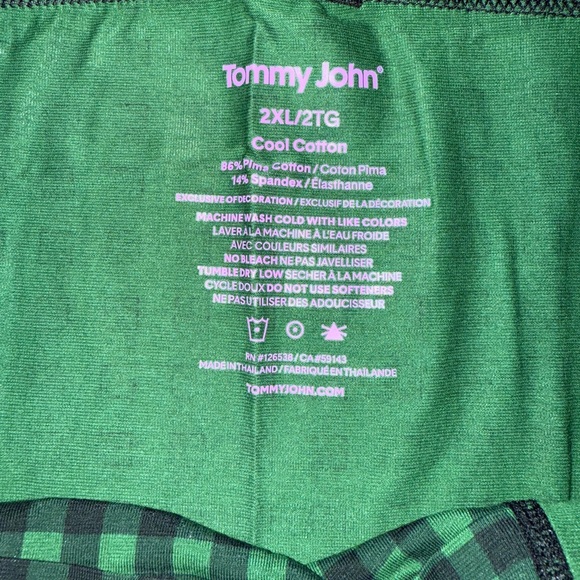 Tommy John®
2XL/2TG
Cool Cotton
86% Pima Cotton / Coton Pima
14% Spandex / Élasthanne
EXCLUSIVE OF DECORATION / EXCLUSIF DE LA DÉCORATION
MACHINE WASH COLD WITH LIKE COLORS
LAVER À LA MACHINE À L'EAU FROIDE
AVEC COULEURS SIMILAIRES
NO BLEACH NE PAS JAVELLISER
TUMBLE DRY LOW SÉCHER À LA MACHINE
CYCLE DOUX DO NOT USE SOFTENERS
NE PAS UTILISER DES ADOUCISSEUR
RN #126538 / CA #59143
MADE IN THAILAND / FABRIQUÉ EN THAÏLANDE
TOMMYJOHN.COM